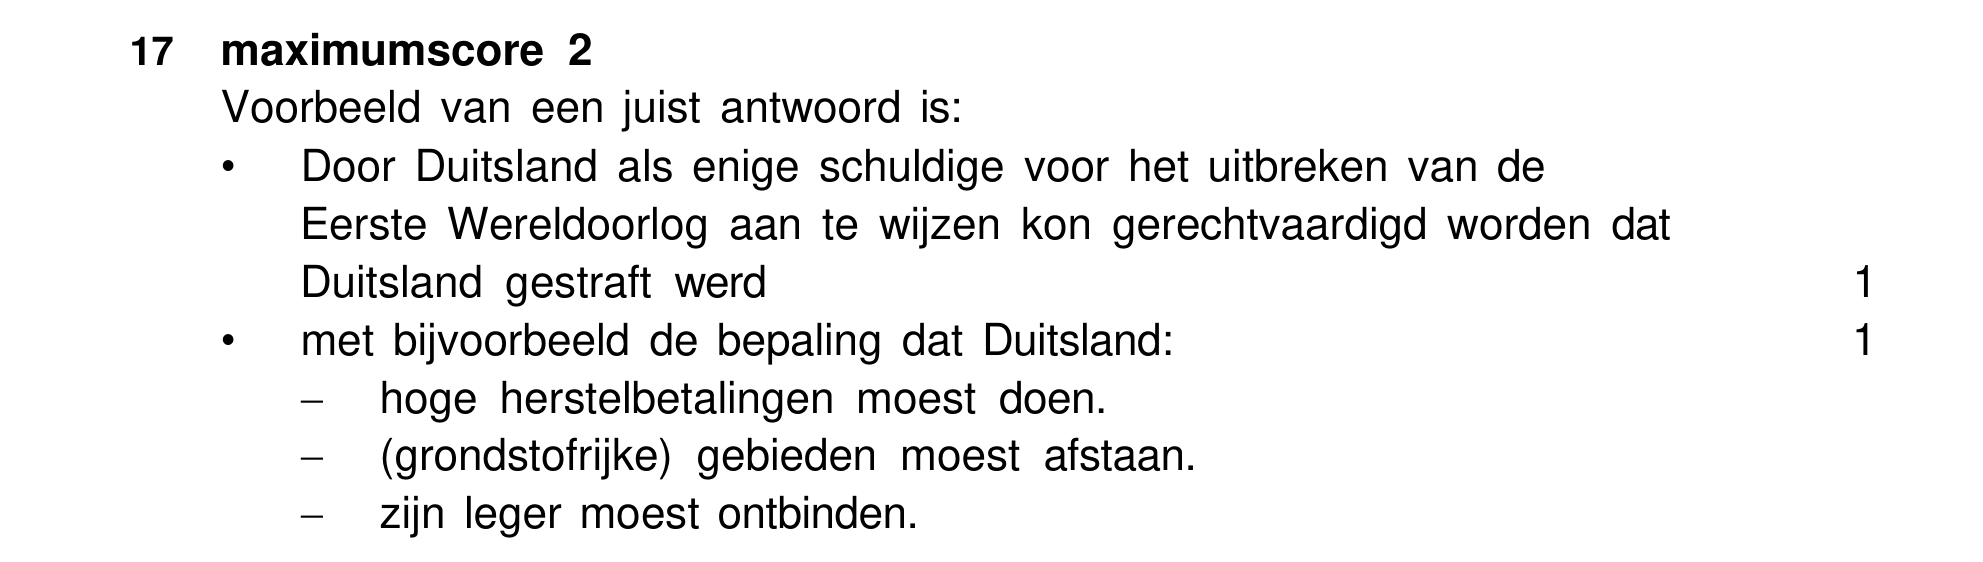 17 maximumscore 2
Voorbeeld van een juist antwoord is:
• Door Duitsland als enige schuldige voor het uitbreken van de
Eerste Wereldoorlog aan te wijzen kon gerechtvaardigd worden dat
Duitsland gestraft werd 1
• met bijvoorbeeld de bepaling dat Duitsland: 1
– hoge herstelbetalingen moest doen.
– (grondstofrijke) gebieden moest afstaan.
– zijn leger moest ontbinden.